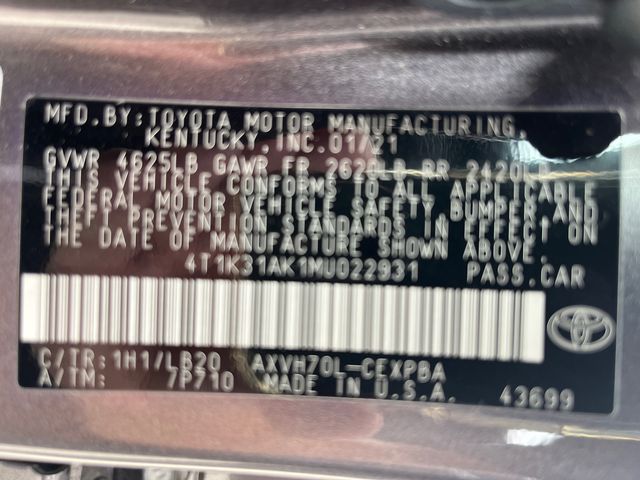 MFD. BY: TOYOTA MOTOR MANUFACTURING,
KENTUCKY, INC. 01/21
GVWR 4625LB GAWR FR 2620LB RR 2420LB
THIS VEHICLE CONFORMS TO ALL APPLICABLE
FEDERAL MOTOR VEHICLE SAFETY, BUMPER, AND
THEFT PREVENTION STANDARDS IN EFFECT ON
THE DATE OF MANUFACTURE SHOWN ABOVE.
4T1K31AK1MU022931 PASS. CAR
C/TR: 1H1/LB20 AXVH70L-CEXPBA
A/TM: 7P710 MADE IN U.S.A. 43699